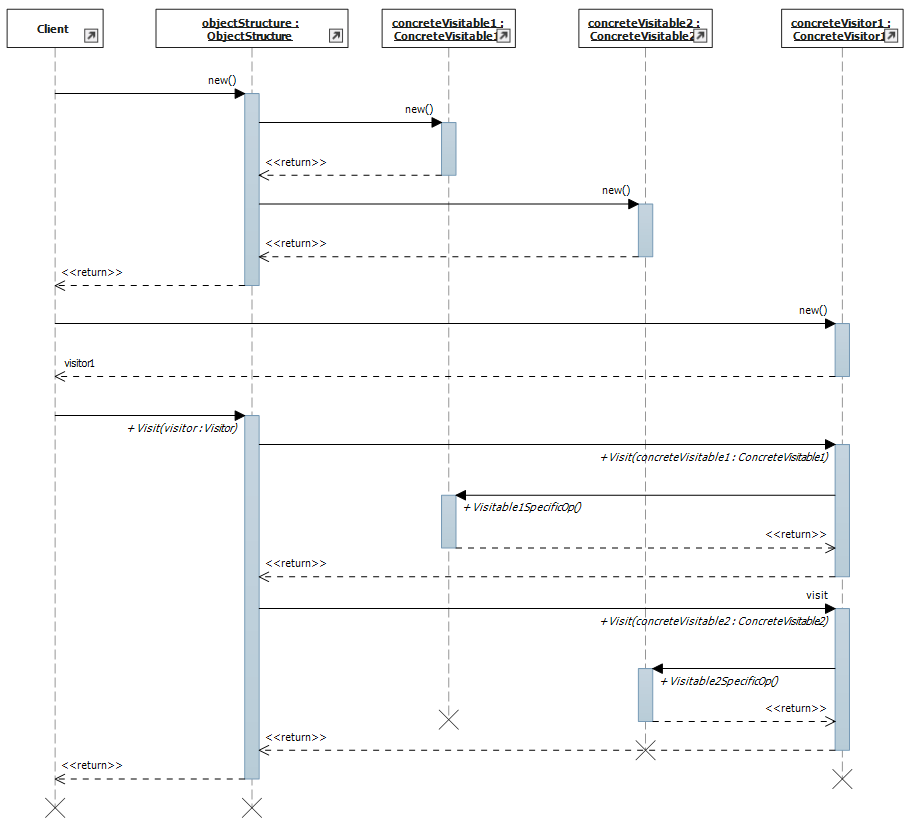 Client
objectStructure :
ObjectStructure
concreteVisitable1 :
ConcreteVisitable1
concreteVisitable2 :
ConcreteVisitable2
concreteVisitor1 :
ConcreteVisitor1
new()
new()
<<return>>
new()
<<return>>
<<return>>
new()
visitor1
+ Visit(visitor : Visitor)
+Visit(concreteVisitable1 : ConcreteVisitable1)
+ Visitable1SpecificOp()
<<return>>
<<return>>
visit
+Visit(concreteVisitable2 : ConcreteVisitable2)
+ Visitable2SpecificOp()
<<return>>
<<return>>
<<return>>